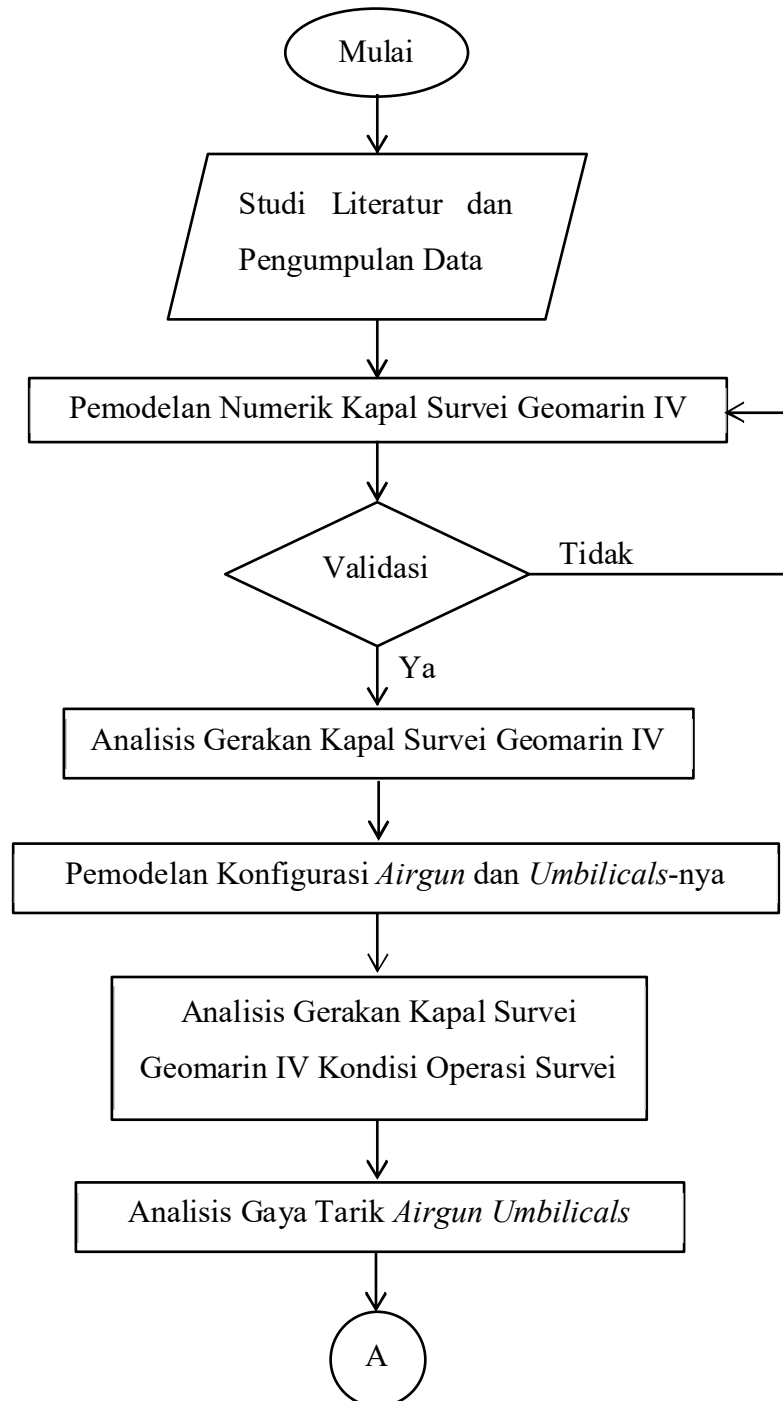 Mulai
Studi Literatur dan
Pengumpulan Data
Pemodelan Numerik Kapal Survei Geomarin IV
Validasi
Tidak
Ya
Analisis Gerakan Kapal Survei Geomarin IV
Pemodelan Konfigurasi Airgun dan Umbilicals-nya
Analisis Gerakan Kapal Survei
Geomarin IV Kondisi Operasi Survei
Analisis Gaya Tarik Airgun Umbilicals
A